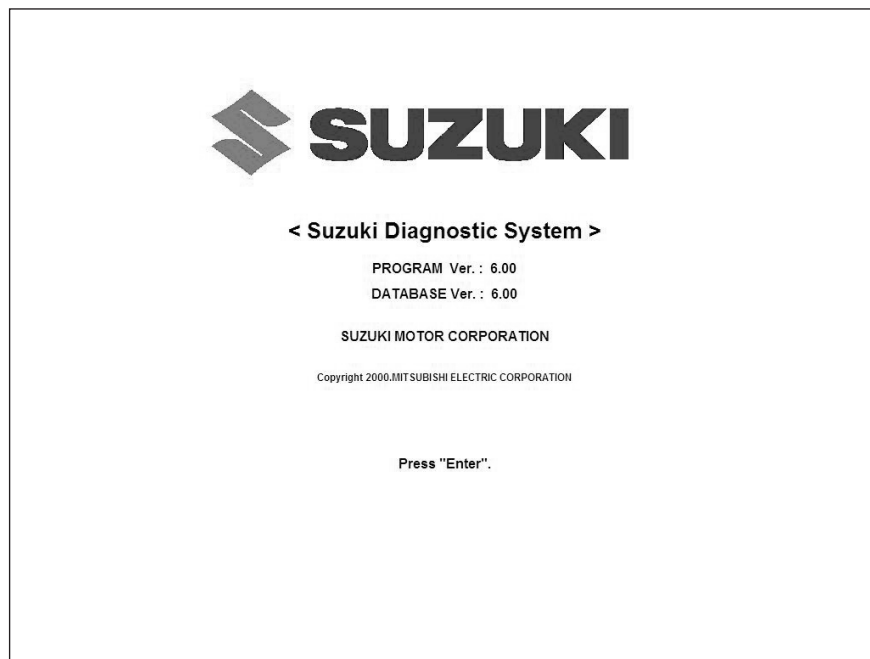 SUZUKI
< Suzuki Diagnostic System >
PROGRAM Ver. : 6.00
DATABASE Ver. : 6.00
SUZUKI MOTOR CORPORATION
Copyright 2000.MITSUBISHI ELECTRIC CORPORATION
Press "Enter".